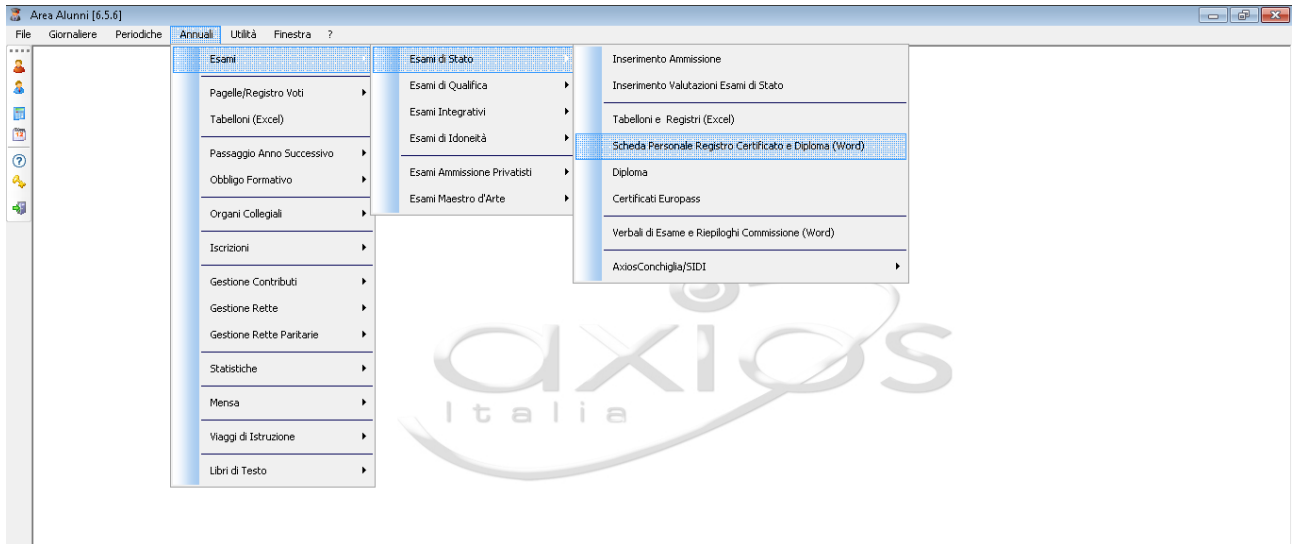 Area Alunni [6.5.6]
File Giornaliere Periodiche Annuali Utilità Finestra ?
Esami
Pagelle/Registro Voti
Tabelloni (Excel)
Passaggio Anno Successivo
Obbligo Formativo
Organi Collegiali
Iscrizioni
Gestione Contributi
Gestione Rette
Gestione Rette Paritarie
Statistiche
Mensa
Viaggi di Istruzione
Libri di Testo
Esami di Stato
Esami di Qualifica
Esami Integrativi
Esami di Idoneità
Esami Ammissione Privatisti
Esami Maestro d'Arte
Inserimento Ammissione
Inserimento Valutazioni Esami di Stato
Tabelloni e Registri (Excel)
Scheda Personale Registro Certificato e Diploma (Word)
Diploma
Certificati Europass
Verbali di Esame e Riepiloghi Commissione (Word)
AxiosConchiglia/SIDI
axios
Italia